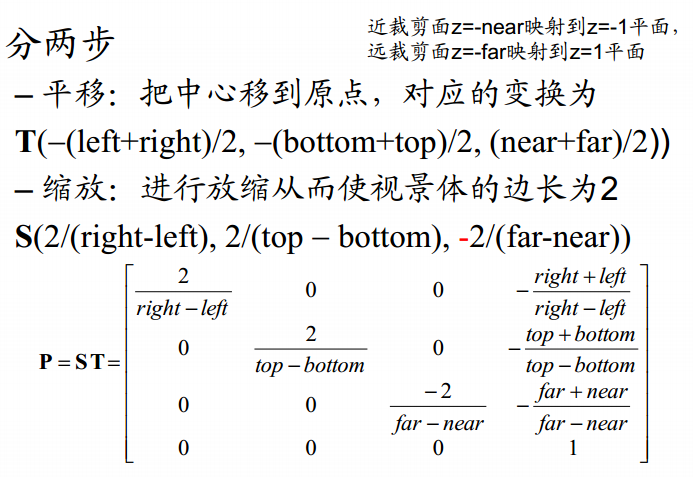 近裁剪面z=-near映射到z=-1平面，
远裁剪面z=-far映射到z=1平面
分两步
– 平移：把中心移到原点，对应的变换为
T(−(left+right)/2, −(bottom+top)/2, (near+far)/2))
– 缩放：进行放缩从而使视景体的边长为2
S(2/(right-left), 2/(top – bottom), -2/(far-near))
P = S T =
2/(right − left) 0 0 −(right + left)/(right − left)
0 2/(top − bottom) 0 −(top + bottom)/(top − bottom)
0 0 −2/(far − near) −(far + near)/(far − near)
0 0 0 1